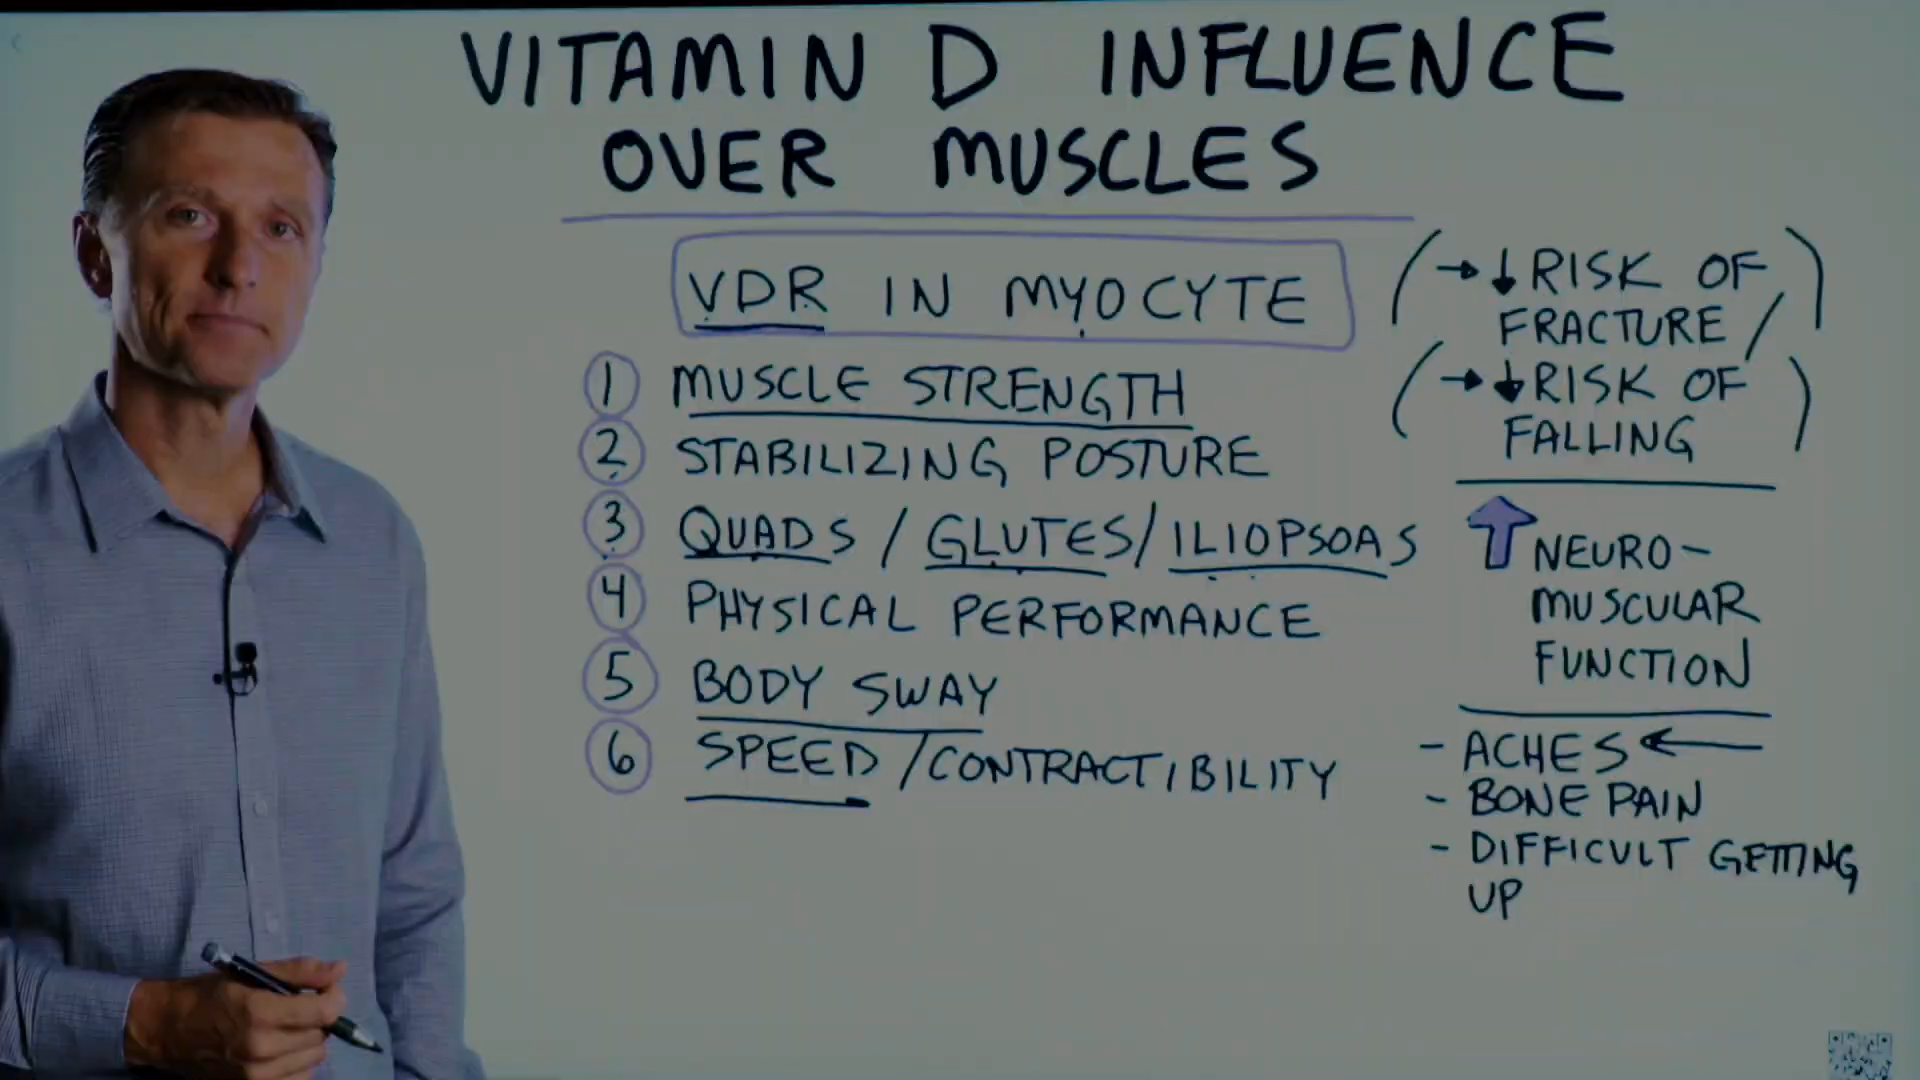 VITAMIN D INFLUENCE
OVER MUSCLES
VDR IN MYOCYTE
1 MUSCLE STRENGTH
2 STABILIZING POSTURE
3 QUADS / GLUTES / ILIOPSOAS
4 PHYSICAL PERFORMANCE
5 BODY SWAY
6 SPEED / CONTRACTIBILITY
(→ ↓ RISK OF
FRACTURE / )
(→ ↓ RISK OF
FALLING )
↑ NEURO-
MUSCULAR
FUNCTION
- ACHES ←
- BONE PAIN
- DIFFICULT GETTING
UP